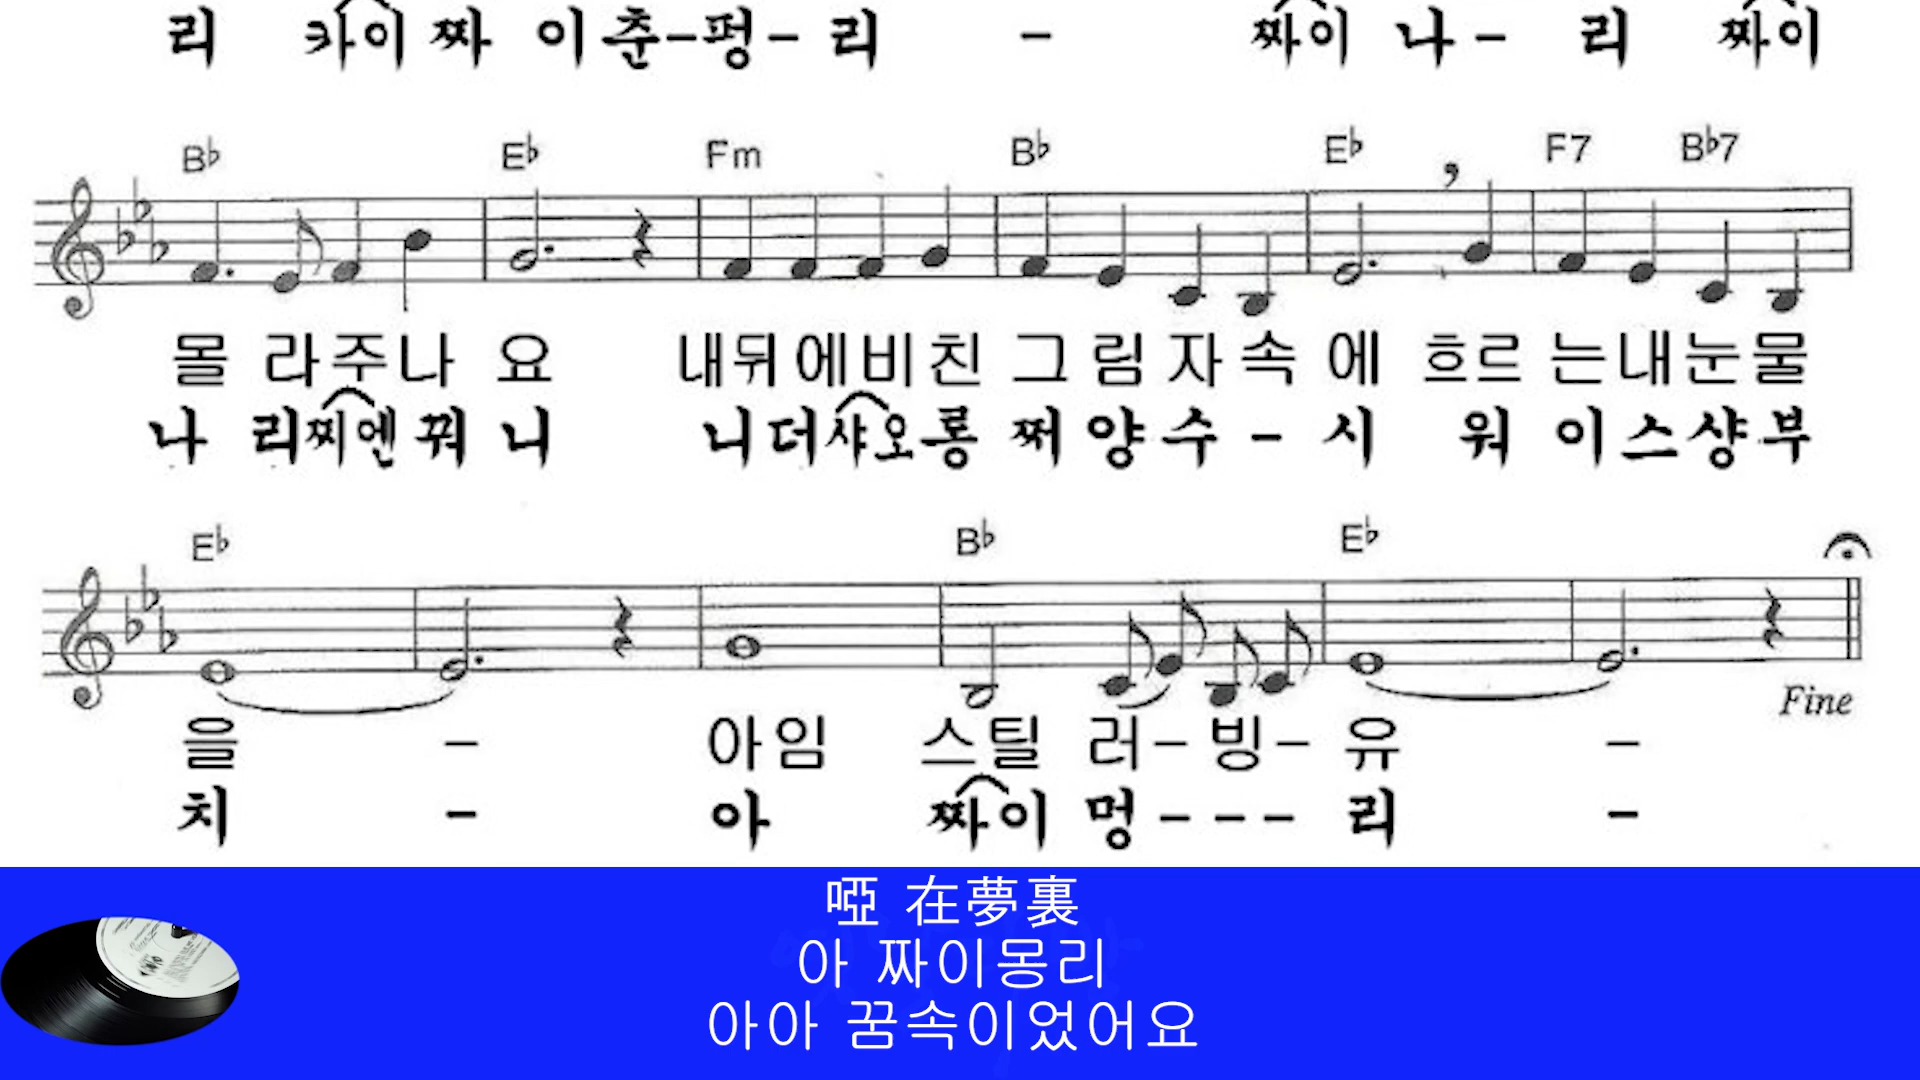 리 카이 짜 이 춘-펑- 리 - 짜이 나- 리 짜이
B♭ E♭ Fm B♭ E♭ F7 B♭7
몰 라주나 요 내뒤에비친 그림자속에 흐르는내눈물
나 리찌엔꿔 니 니더샤오롱 쩌양수 - 시 워 이스샹부
E♭ B♭ E♭
Fine
을 - 아임 스틸 러- 빙- 유 -
치 - 아 짜이 멍 - - - 리 -
啞 在夢裏
아 짜이몽리
아아 꿈속이었어요